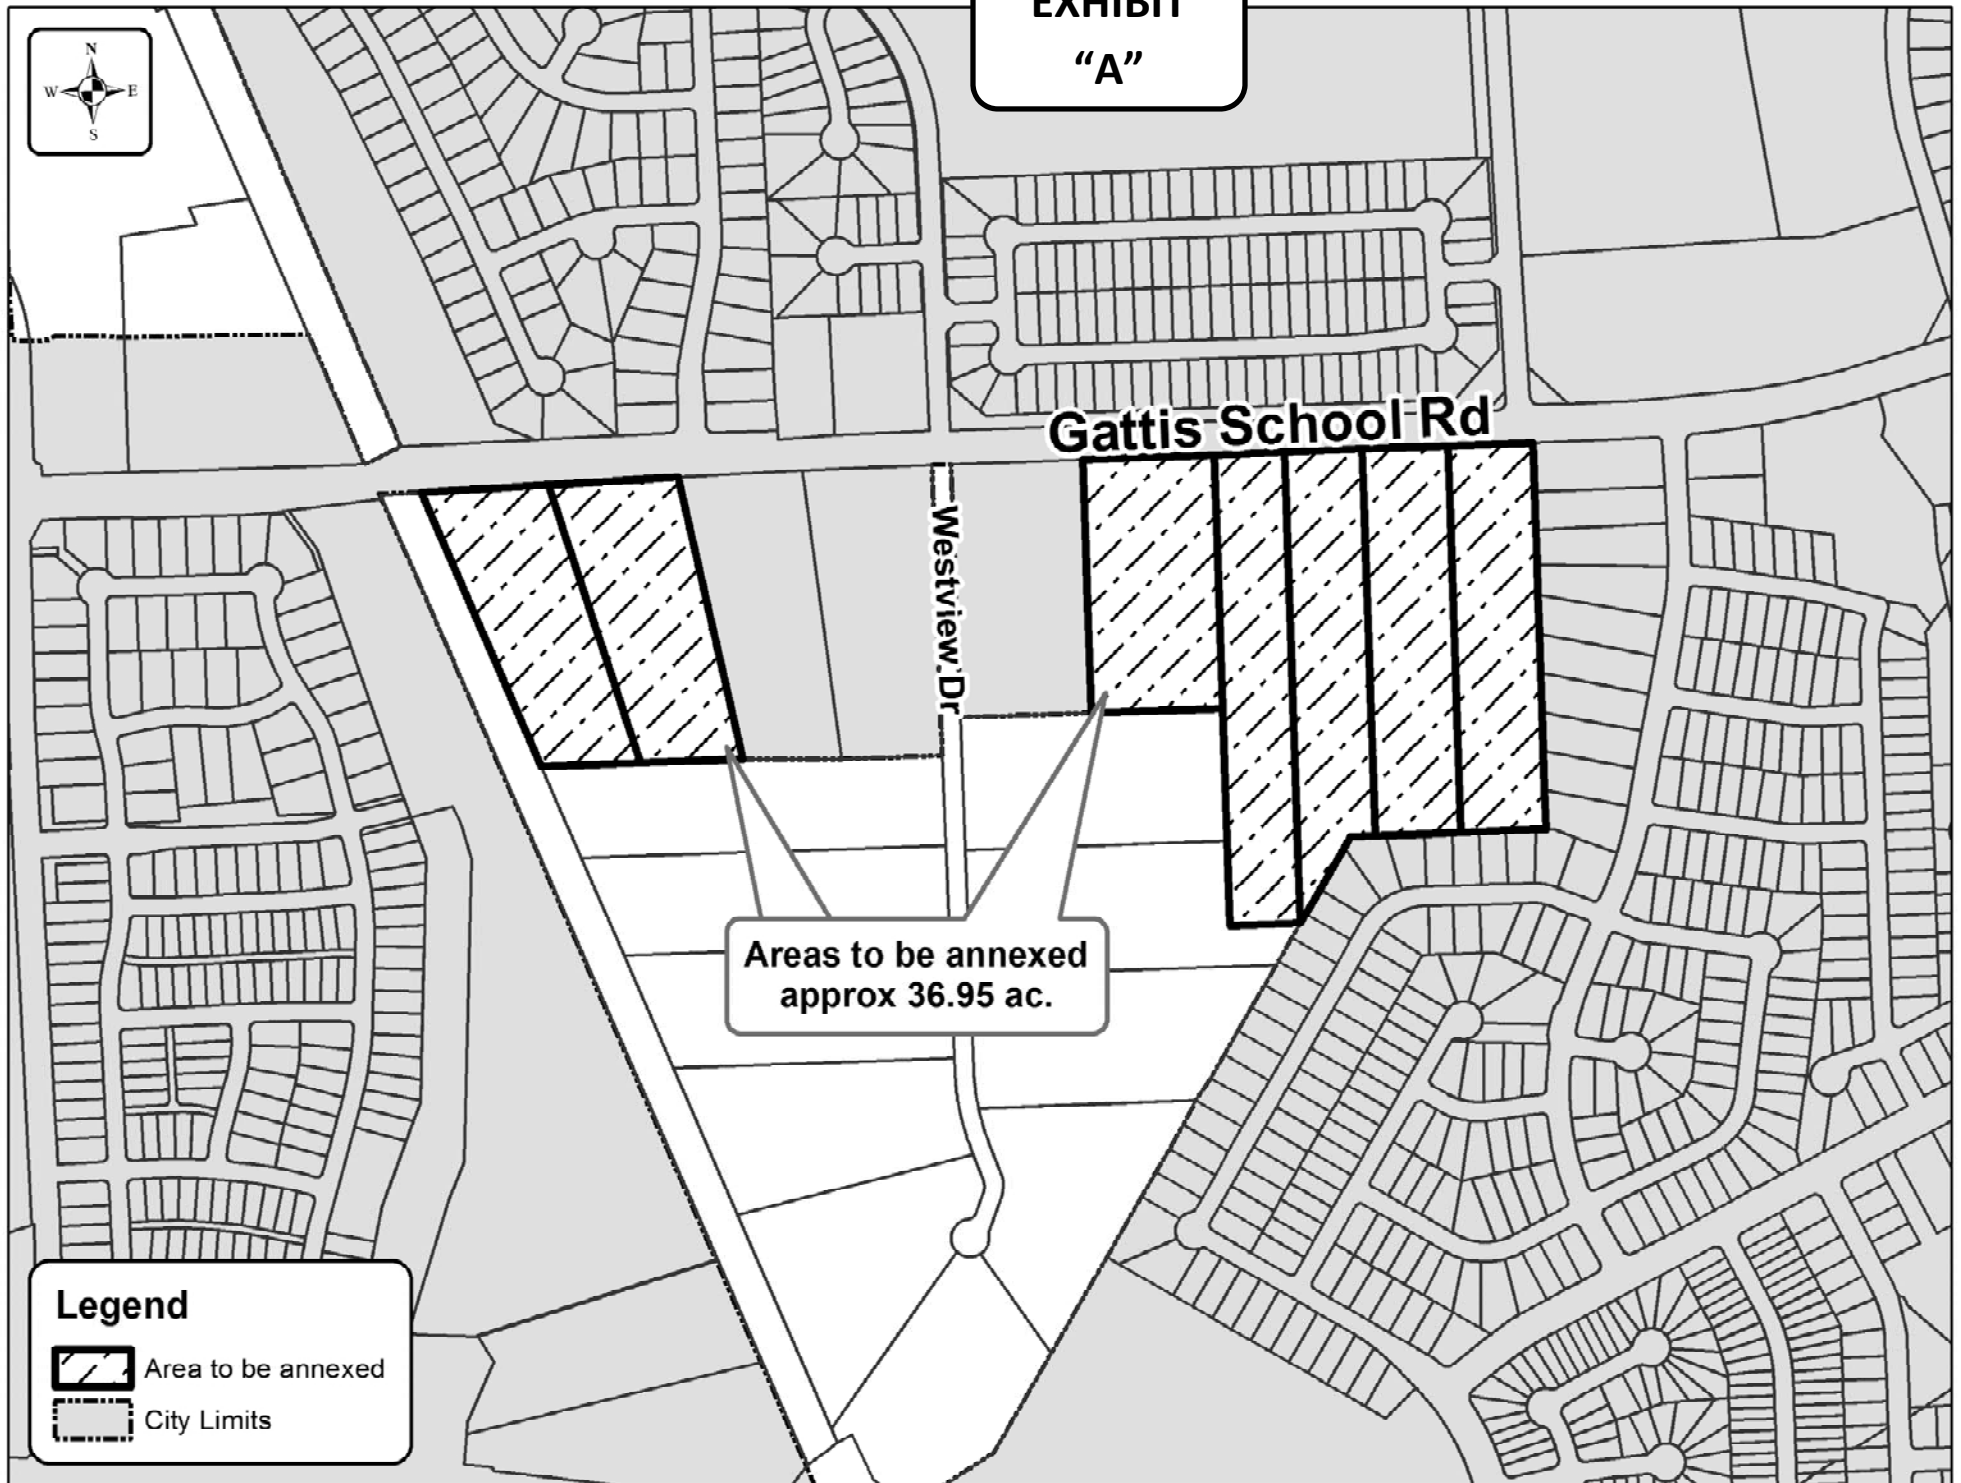 EXHIBIT
“A”
N
W E
S
Gattis School Rd
Westview Dr
Areas to be annexed
approx 36.95 ac.
Legend
Area to be annexed
City Limits